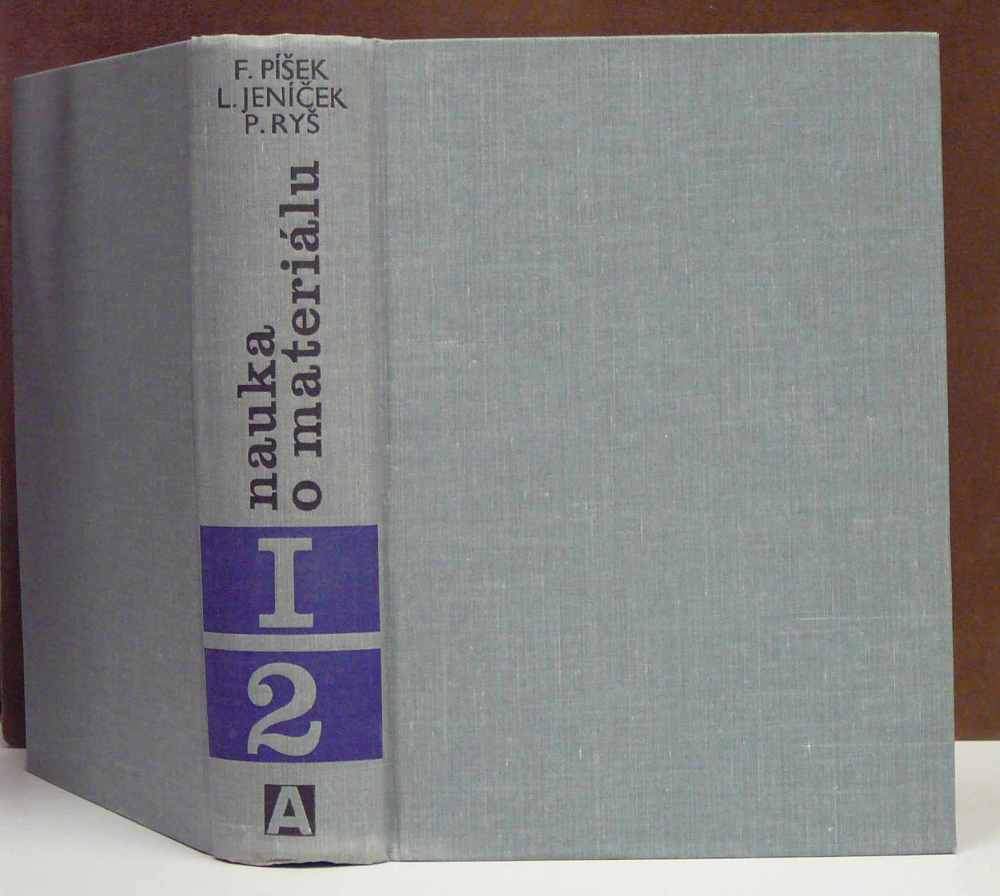 F. PÍŠEK
L. JENÍČEK
P. RYŠ
nauka
o materiálu
I
2
A